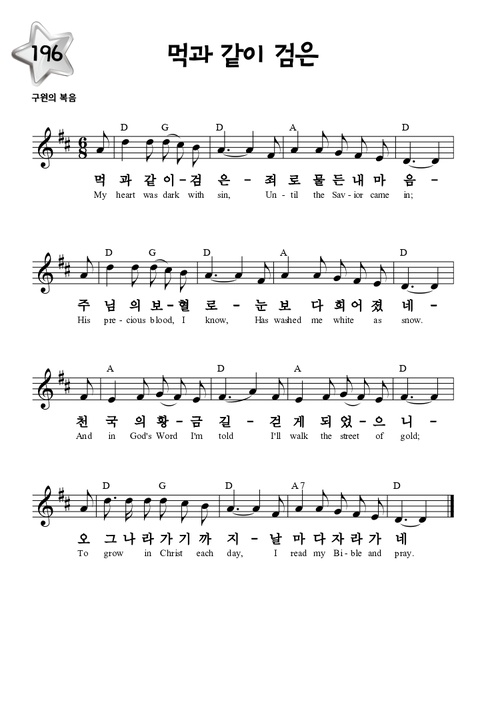 196
먹과 같이 검은
구원의 복음
D G D A D
먹 과 같 이 - 검 은 - 죄 로 물 든 내 마 음 -
My heart was dark with sin, Un - til the Sav - ior came in;
D G D A D
주 님 의 보 - 혈 로 - 눈 보 다 희 어 졌 네 -
His pre - cious blood, I know, Has washed me white as snow.
A D A D
천 국 의 황 - 금 길 - 걷 게 되 었 - 으 니 -
And in God's Word I'm told I'll walk the street of gold;
D G D A 7 D
오 그 나 라 가 기 까 지 - 날 마 다 자 라 가 네
To grow in Christ each day, I read my Bi - ble and pray.